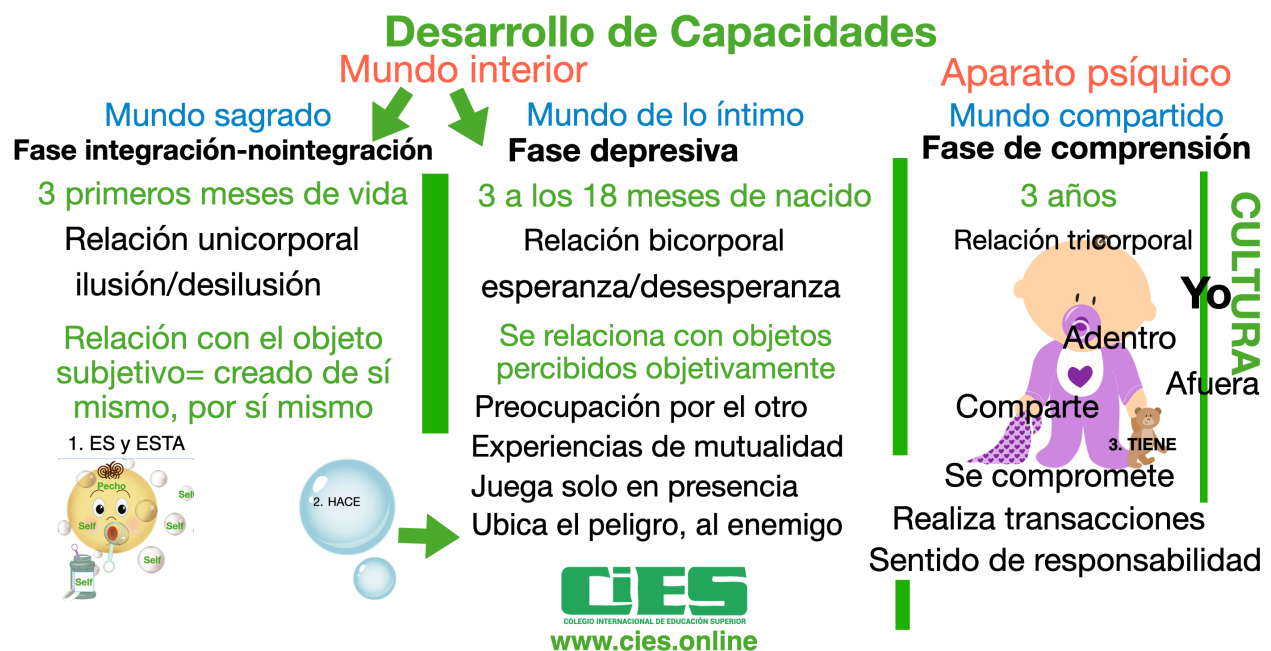 Desarrollo de Capacidades
Mundo interior
Mundo sagrado
Fase integración-nointegración
3 primeros meses de vida
Relación unicorporal
ilusión/desilusión
Relación con el objeto
subjetivo= creado de sí
mismo, por sí mismo
1. ES y ESTA
Pecho
Self
Self
Self
Self
Self
2. HACE
Mundo de lo íntimo
Fase depresiva
3 a los 18 meses de nacido
Relación bicorporal
esperanza/desesperanza
Se relaciona con objetos
percibidos objetivamente
Preocupación por el otro
Experiencias de mutualidad
Juega solo en presencia
Ubica el peligro, al enemigo
Aparato psíquico
Mundo compartido
Fase de comprensión
3 años
Relación tricorporal
Yo
Adentro
Afuera
Comparte
3. TIENE
Se compromete
Realiza transacciones
Sentido de responsabilidad
CULTURA
CiES
COLEGIO INTERNACIONAL DE EDUCACIÓN SUPERIOR
www.cies.online